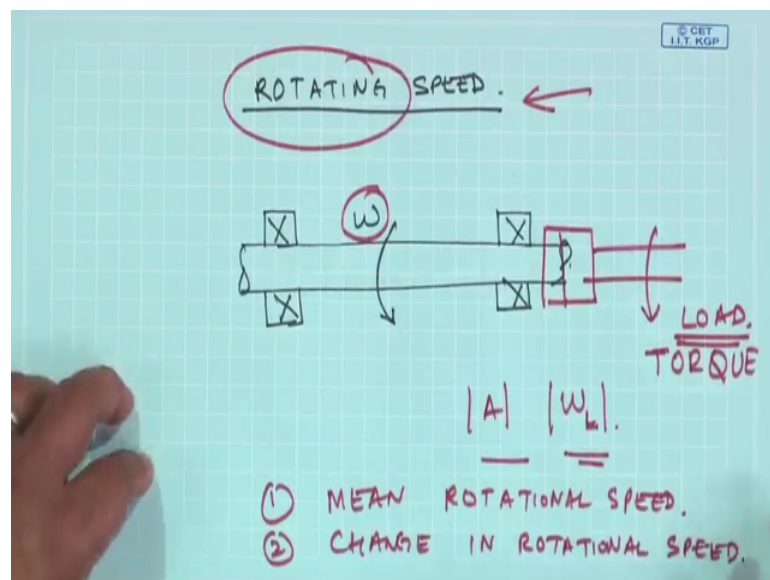 © CET
I.I.T. KGP
ROTATING SPEED.
X
ω
X
X
X
LOAD.
TORQUE
|A| |ω_L|.
① MEAN ROTATIONAL SPEED.
② CHANGE IN ROTATIONAL SPEED.